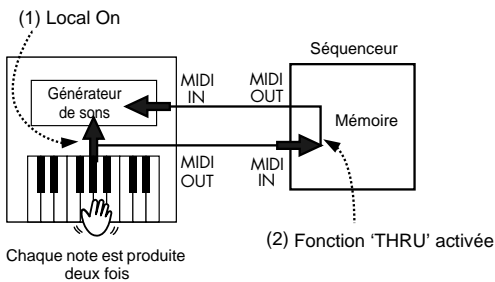 (1) Local On
Séquenceur
Générateur
de sons
MIDI
IN
MIDI
OUT
Mémoire
MIDI
OUT
MIDI
IN
(2) Fonction ‘THRU’ activée
Chaque note est produite
deux fois